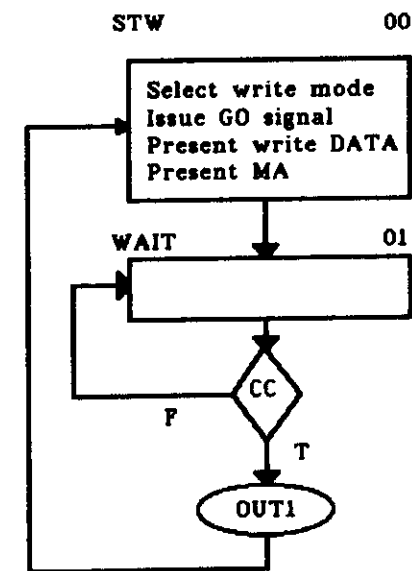 STW 00
Select write mode
Issue GO signal
Present write DATA
Present MA
WAIT 01
CC
F
T
OUT1